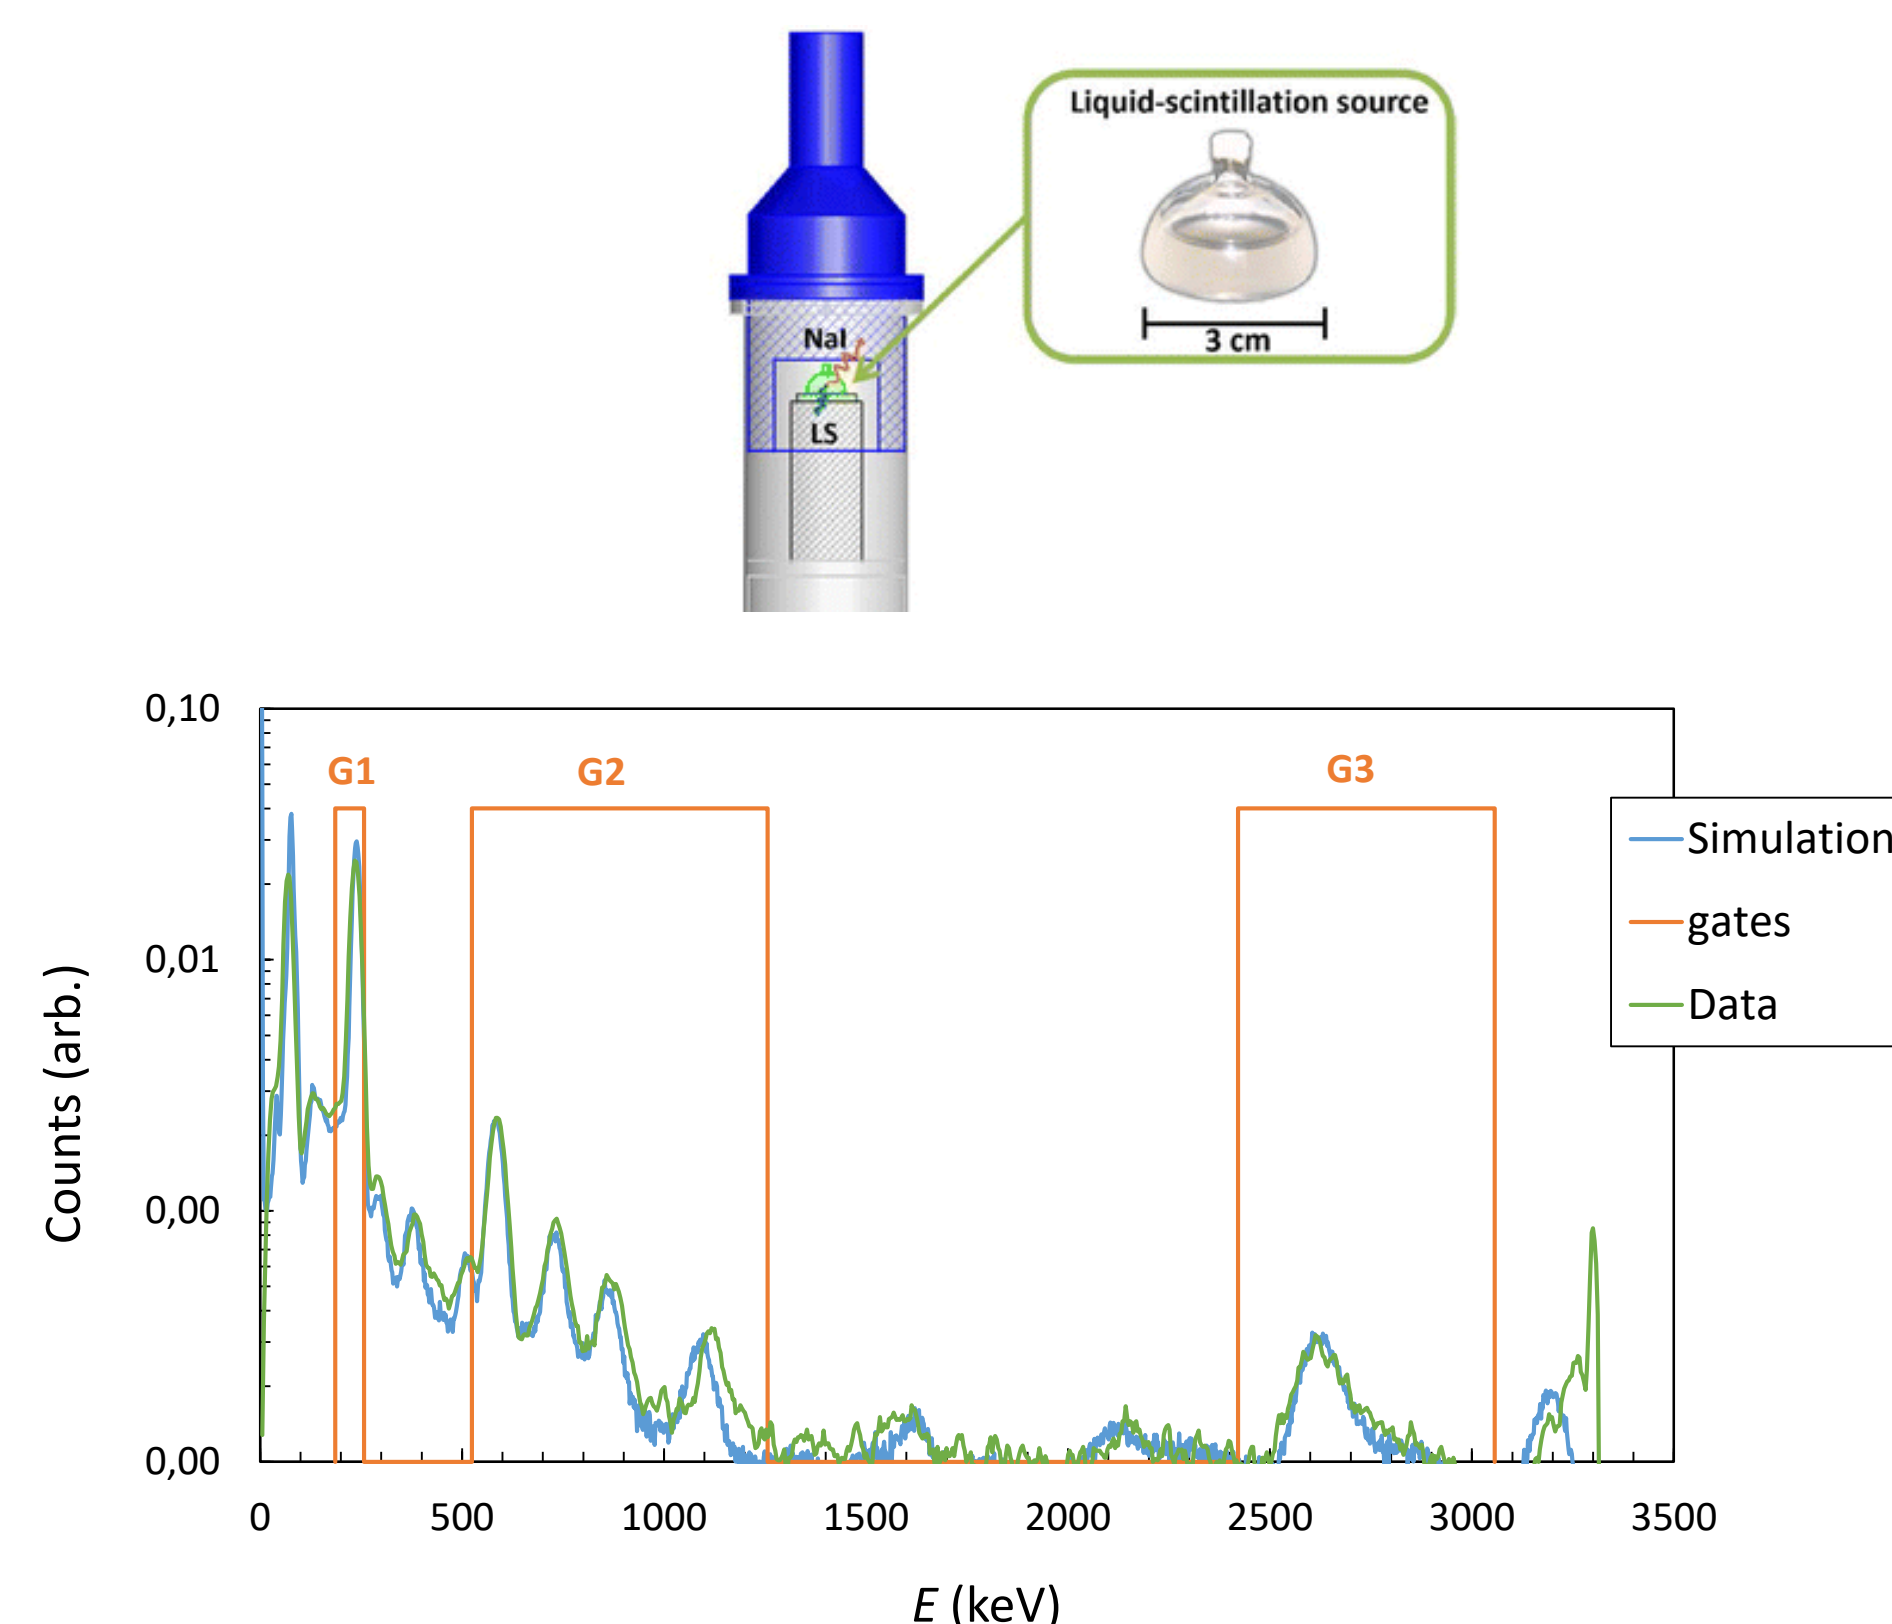 Liquid-scintillation source
3 cm
NaI
LS
0,10
0,01
0,00
0,00
Counts (arb.)
G1
G2
G3
Simulation
gates
Data
0 500 1000 1500 2000 2500 3000 3500
E (keV)